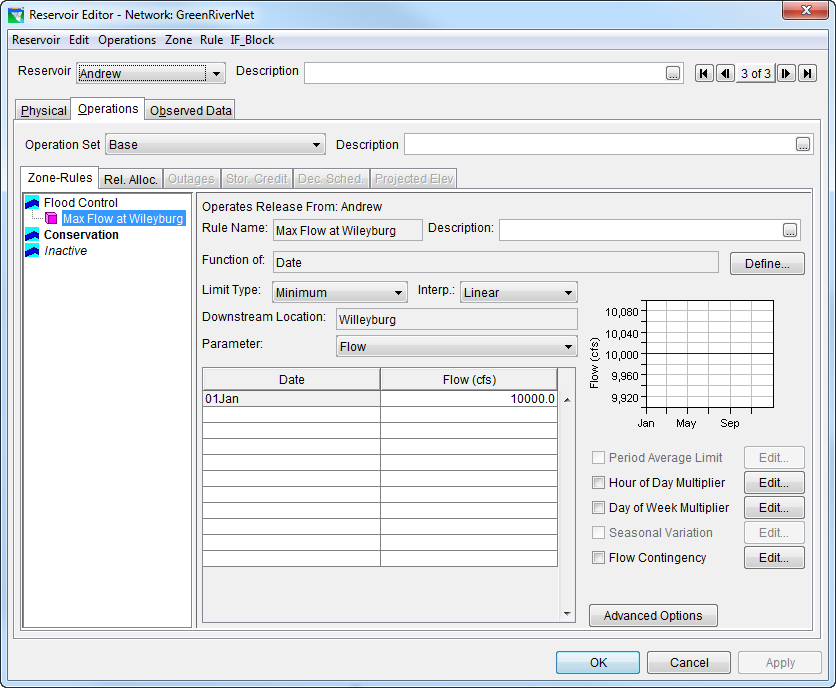 Reservoir Editor - Network: GreenRiverNet
Reservoir Edit Operations Zone Rule IF_Block
Reservoir Andrew Description ... 3 of 3
Physical Operations Observed Data
Operation Set Base Description ...
Zone-Rules Rel. Alloc. Outages Stor. Credit Dec. Sched. Projected Elev
Flood Control
Max Flow at Wileyburg
Conservation
Inactive
Operates Release From: Andrew
Rule Name: Max Flow at Wileyburg Description: ...
Function of: Date Define...
Limit Type: Minimum Interp.: Linear
Downstream Location: Willeyburg
Parameter: Flow
Date Flow (cfs)
01Jan 10000.0
Flow (cfs)
10,080
10,040
10,000
9,960
9,920
Jan May Sep
Period Average Limit Edit...
Hour of Day Multiplier Edit...
Day of Week Multiplier Edit...
Seasonal Variation Edit...
Flow Contingency Edit...
Advanced Options
OK Cancel Apply